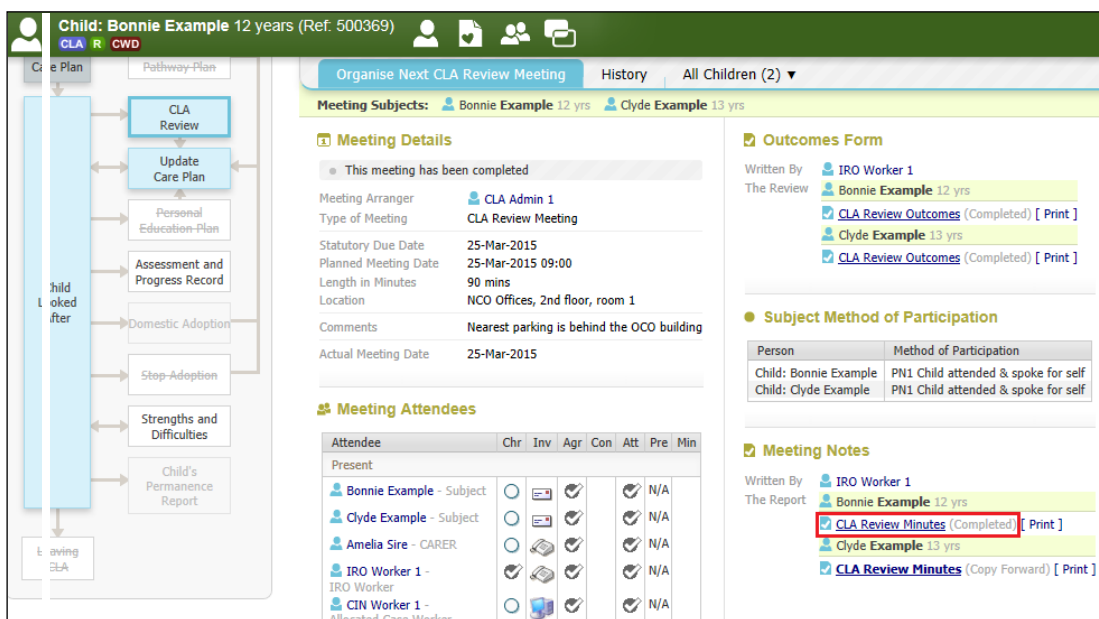 Child: Bonnie Example 12 years (Ref: 500369)
CLA R CWD
Care Plan
Pathway Plan
CLA
Review
Update
Care Plan
Personal
Education Plan
Assessment and
Progress Record
Child
Looked
After
Domestic Adoption
Stop Adoption
Strengths and
Difficulties
Child's
Permanence
Report
Leaving
CLA
Organise Next CLA Review Meeting History All Children (2) ▼
Meeting Subjects: Bonnie Example 12 yrs Clyde Example 13 yrs
Meeting Details
This meeting has been completed
Meeting Arranger CLA Admin 1
Type of Meeting CLA Review Meeting
Statutory Due Date 25-Mar-2015
Planned Meeting Date 25-Mar-2015 09:00
Length in Minutes 90 mins
Location NCO Offices, 2nd floor, room 1
Comments Nearest parking is behind the OCO building
Actual Meeting Date 25-Mar-2015
Meeting Attendees
Attendee Chr Inv Agr Con Att Pre Min
Present
Bonnie Example - Subject N/A
Clyde Example - Subject N/A
Amelia Sire - CARER N/A
IRO Worker 1 - N/A
IRO Worker
CIN Worker 1 - N/A
Allocated Case Worker
Outcomes Form
Written By IRO Worker 1
The Review Bonnie Example 12 yrs
CLA Review Outcomes (Completed) [ Print ]
Clyde Example 13 yrs
CLA Review Outcomes (Completed) [ Print ]
Subject Method of Participation
Person Method of Participation
Child: Bonnie Example PN1 Child attended & spoke for self
Child: Clyde Example PN1 Child attended & spoke for self
Meeting Notes
Written By IRO Worker 1
The Report Bonnie Example 12 yrs
CLA Review Minutes (Completed) [ Print ]
Clyde Example 13 yrs
CLA Review Minutes (Copy Forward) [ Print ]